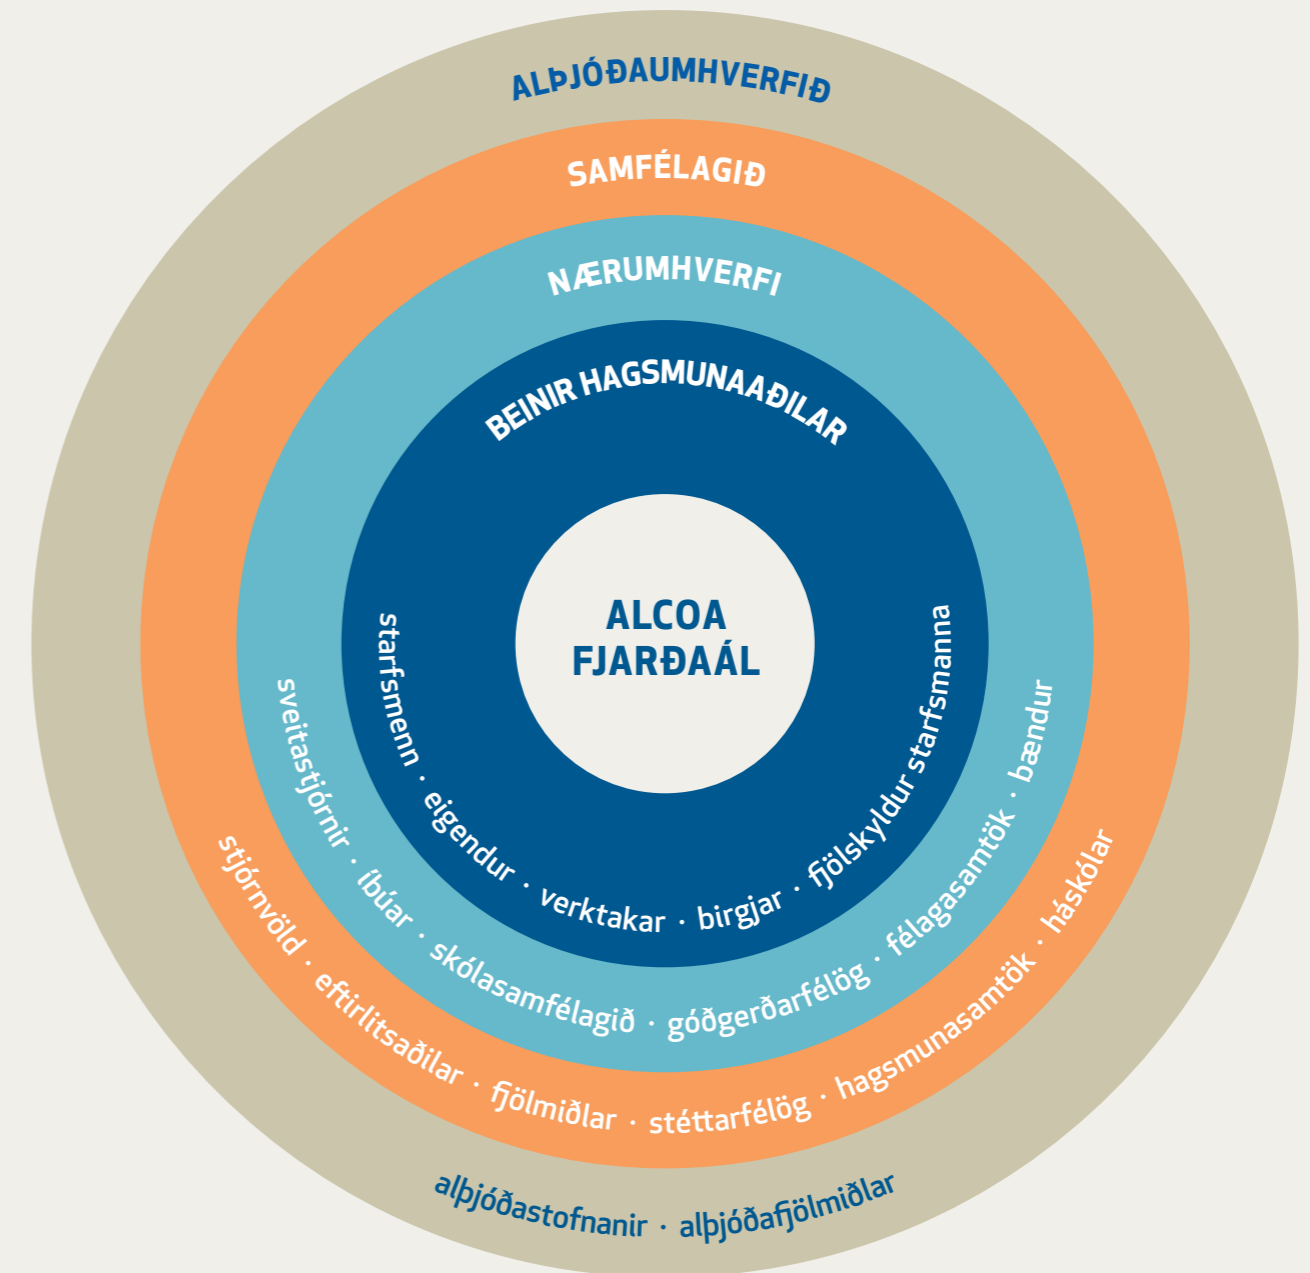 ALÞJÓÐAUMHVERFIÐ
SAMFÉLAGIÐ
NÆRUMHVERFI
BEINIR HAGSMUNAAÐILAR
ALCOA
FJARÐAÁL
starfsmenn · eigendur · verktakar · birgjar · fjölskyldur starfsmanna
sveitastjórnir · íbúar · skólasamfélagið · góðgerðarfélög · félagasamtök · bændur
stjórnvöld · eftirlitsaðilar · fjölmiðlar · stéttarfélög · hagsmunasamtök · háskólar
alþjóðastofnanir · alþjóðafjölmiðlar